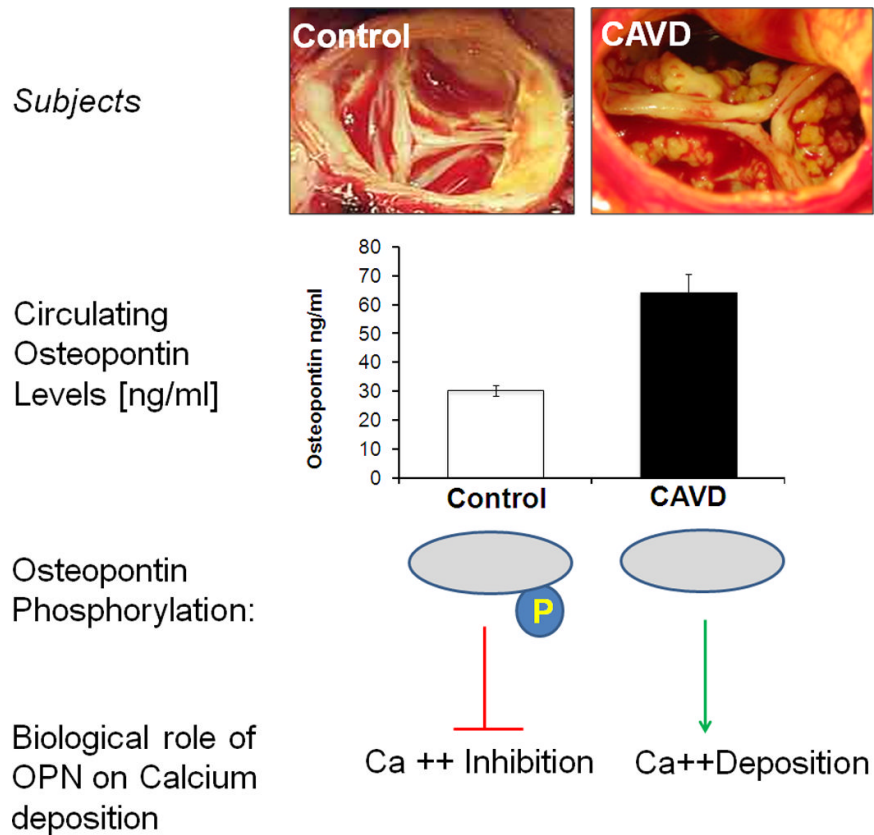 Control
CAVD
Subjects
Circulating
Osteopontin
Levels [ng/ml]
Osteopontin ng/ml
80
70
60
50
40
30
20
10
0
Control
CAVD
Osteopontin
Phosphorylation:
P
Biological role of
OPN on Calcium
deposition
Ca ++ Inhibition
Ca++Deposition